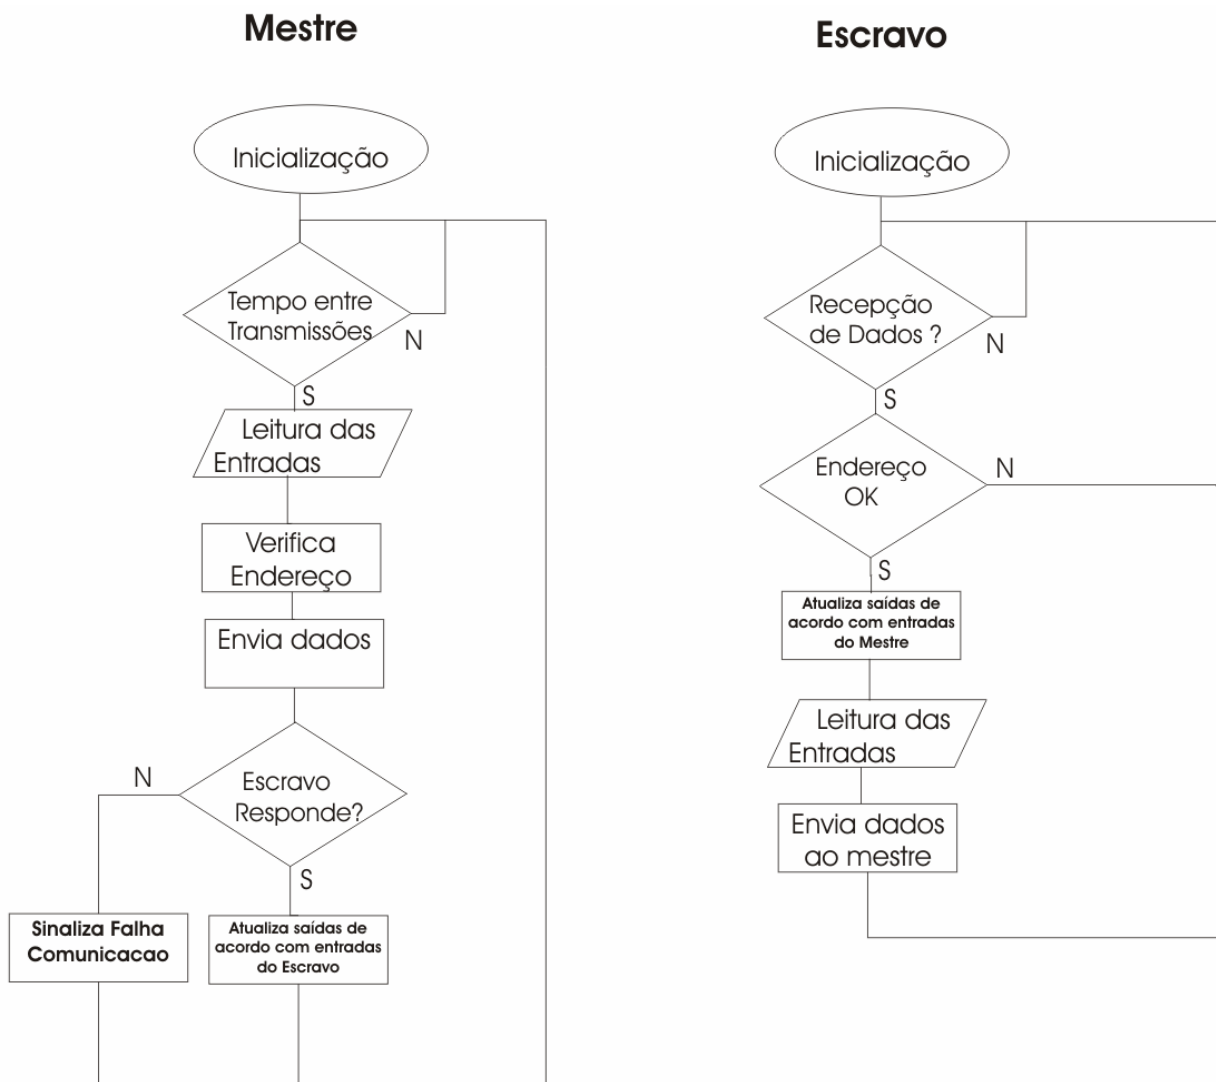 Mestre
Inicialização
Tempo entre
Transmissões
N
S
Leitura das
Entradas
Verifica
Endereço
Envia dados
Escravo
Responde?
N
S
Sinaliza Falha
Comunicacao
Atualiza saídas de
acordo com entradas
do Escravo
Escravo
Inicialização
Recepção
de Dados ?
N
S
Endereço
OK
N
S
Atualiza saídas de
acordo com entradas
do Mestre
Leitura das
Entradas
Envia dados
ao mestre